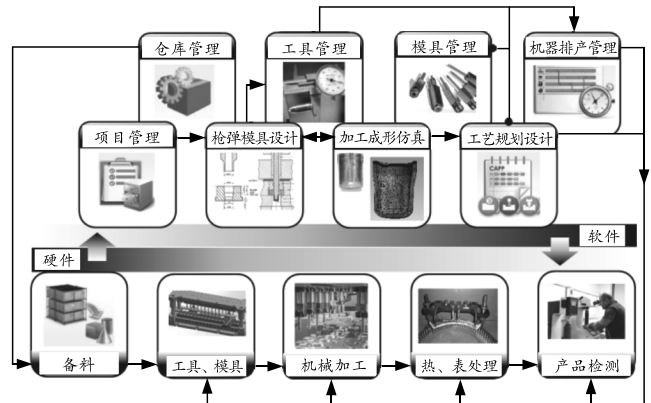 仓库管理
工具管理
模具管理
机器排产管理
项目管理
枪弹模具设计
加工成形仿真
工艺规划设计
CAPP
软件
硬件
备料
工具、模具
机械加工
热、表处理
产品检测